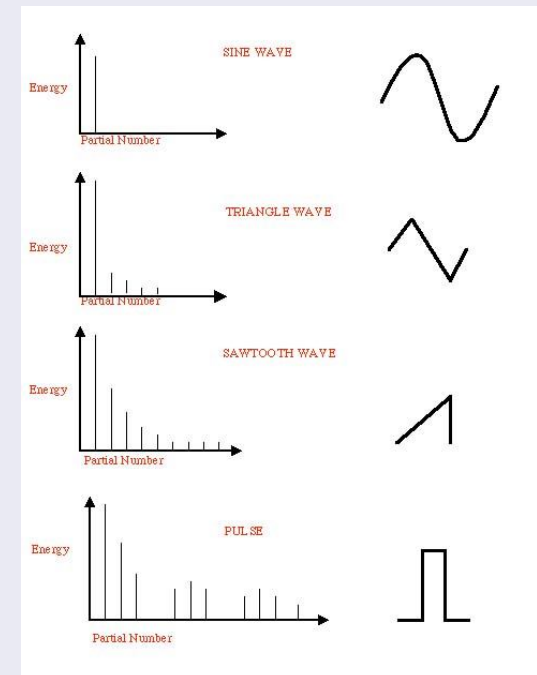 SINE WAVE
Energy
Partial Number
TRIANGLE WAVE
Energy
Partial Number
SAWTOOTH WAVE
Energy
Partial Number
PULSE
Energy
Partial Number